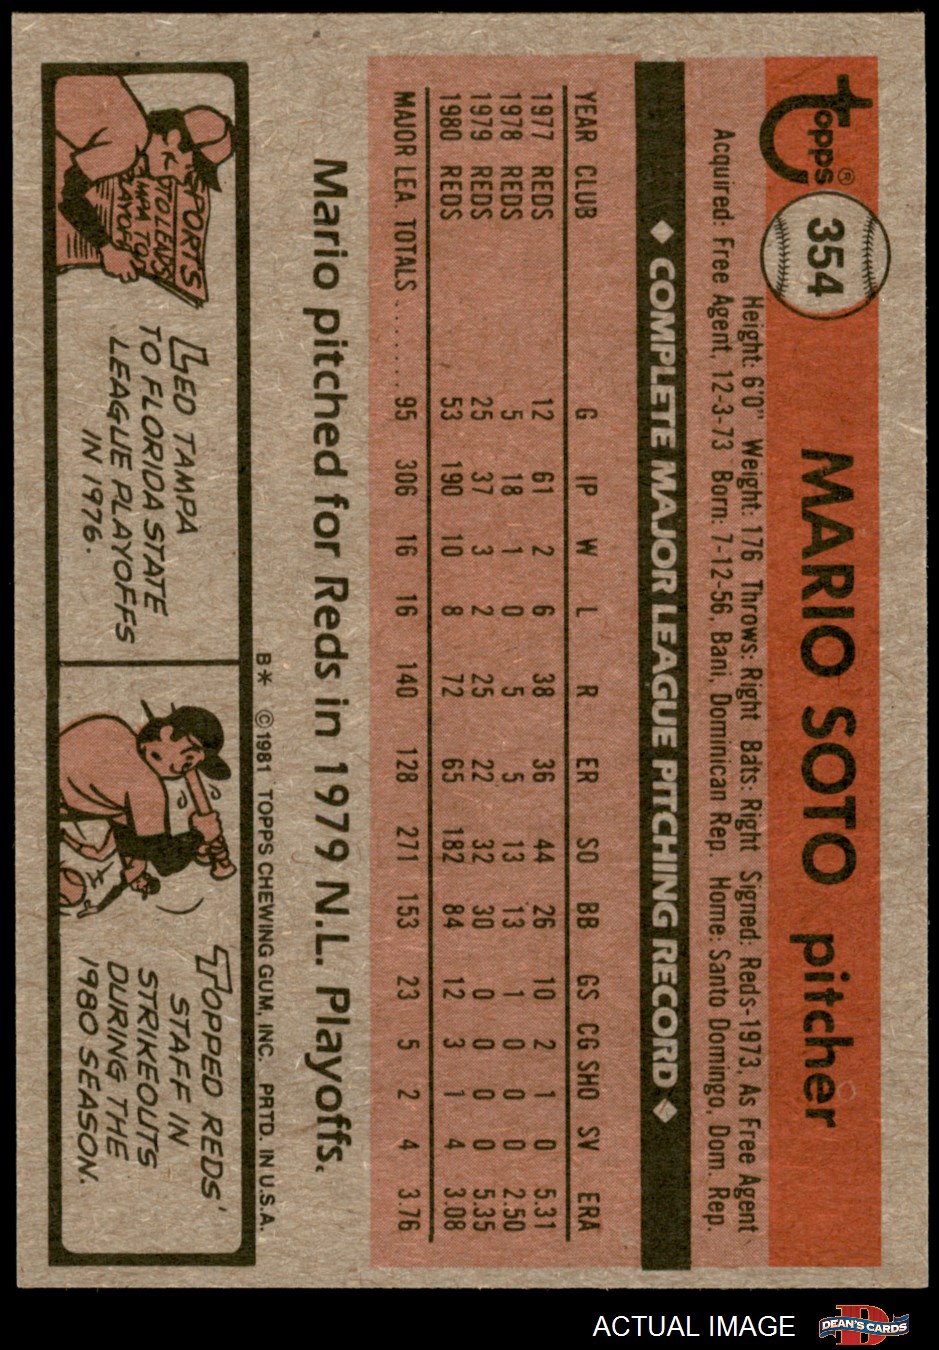 Topps®
354
MARIO SOTO pitcher
Height: 6'0" Weight: 176 Throws: Right Bats: Right Signed: Reds-1973, As Free Agent
Acquired: Free Agent, 12-3-73 Born: 7-12-56, Bani, Dominican Rep. Home: Santo Domingo, Dom. Rep.
◆ COMPLETE MAJOR LEAGUE PITCHING RECORD ◆
YEAR CLUB G IP W L R ER SO BB GS CG SHO SV ERA
1977 REDS 12 61 2 6 38 36 44 26 10 2 1 0 5.31
1978 REDS 5 18 1 0 5 5 13 13 1 0 0 0 2.50
1979 REDS 25 37 3 2 25 22 32 30 0 0 0 0 5.35
1980 REDS 53 190 10 8 72 65 182 84 12 3 1 4 3.08
MAJOR LEA. TOTALS ........ 95 306 16 16 140 128 271 153 23 5 2 4 3.76
Mario pitched for Reds in 1979 N.L. Playoffs.
B* ©1981 TOPPS CHEWING GUM, INC. PRTD. IN U.S.A.
SPORTS
SOTO LEADS
TAMPA TO
PLAYOFFS
LED TAMPA
TO FLORIDA STATE
LEAGUE PLAYOFFS
IN 1976.
TOPPED REDS'
STAFF IN
STRIKEOUTS
DURING THE
1980 SEASON.
ACTUAL IMAGE
D
DEAN'S CARDS